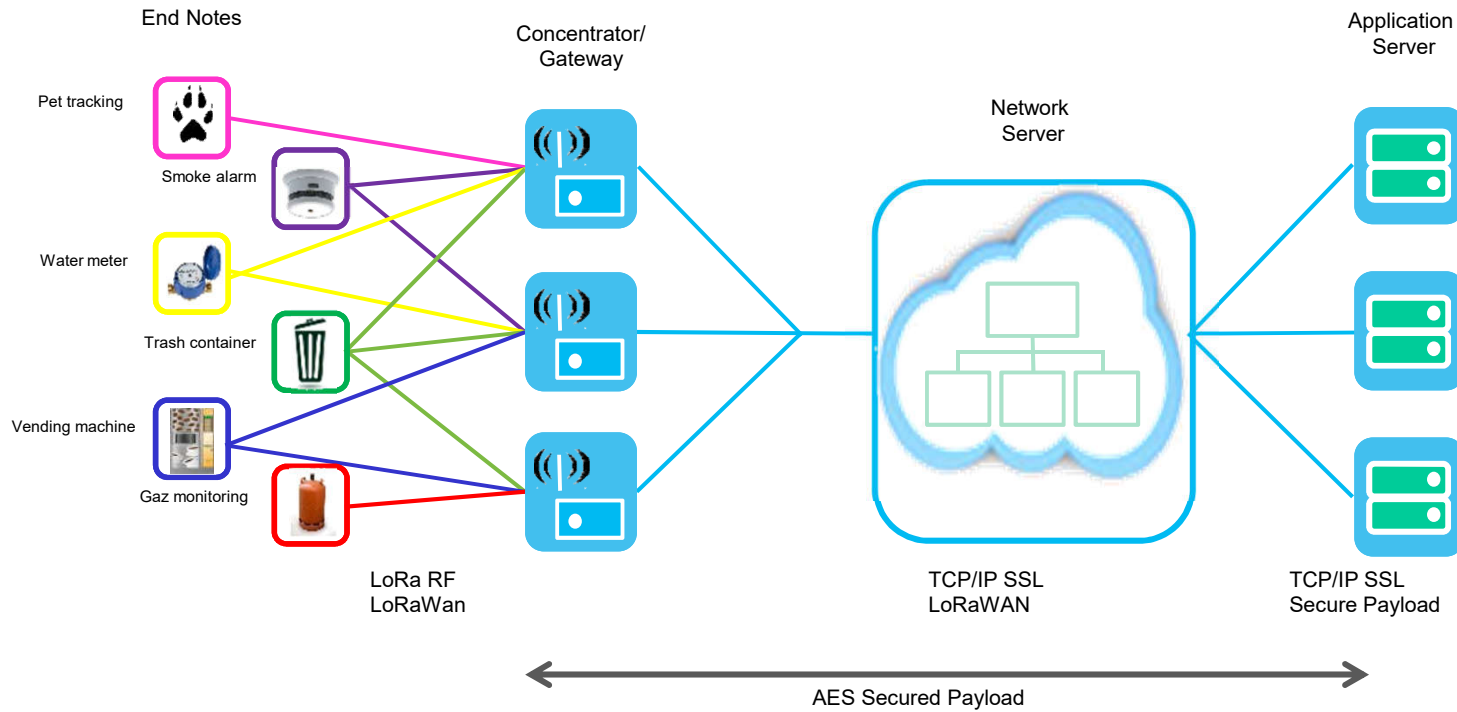 End Notes
Concentrator/
Gateway
Application
Server
Pet tracking
Network
Server
Smoke alarm
Water meter
Trash container
Vending machine
Gaz monitoring
LoRa RF
LoRaWan
TCP/IP SSL
LoRaWAN
TCP/IP SSL
Secure Payload
AES Secured Payload